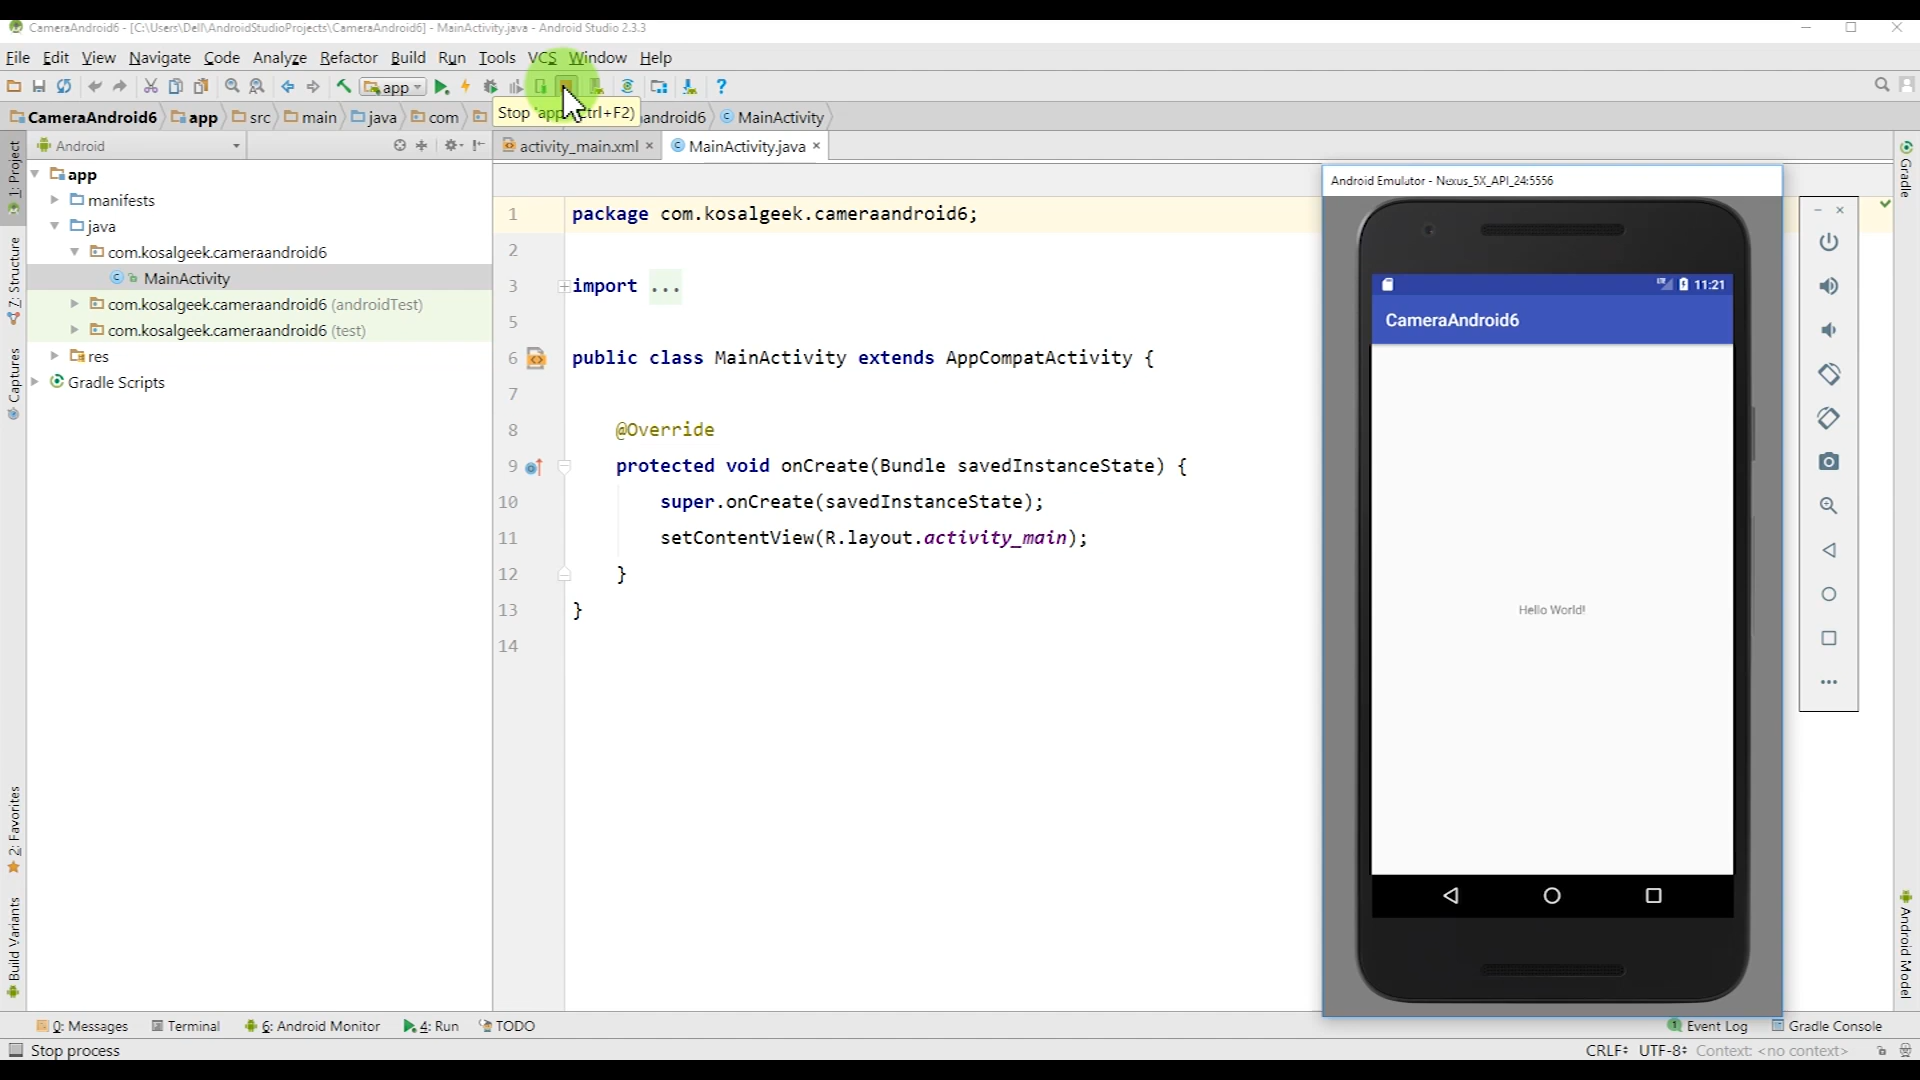 CameraAndroid6 - [C:\Users\Dell\AndroidStudioProjects\CameraAndroid6] - MainActivity.java - Android Studio 2.3.3
File Edit View Navigate Code Analyze Refactor Build Run Tools VCS Window Help
app
CameraAndroid6 app src main java com android6 MainActivity
Stop 'app' Ctrl+F2)
Android
activity_main.xml MainActivity.java
1: Project
Z: Structure
Captures
2: Favorites
Build Variants
app
manifests
java
com.kosalgeek.cameraandroid6
MainActivity
com.kosalgeek.cameraandroid6 (androidTest)
com.kosalgeek.cameraandroid6 (test)
res
Gradle Scripts
1 package com.kosalgeek.cameraandroid6;
2
3 import ...
5
6 public class MainActivity extends AppCompatActivity {
7
8 @Override
9 protected void onCreate(Bundle savedInstanceState) {
10 super.onCreate(savedInstanceState);
11 setContentView(R.layout.activity_main);
12 }
13 }
14
Android Emulator - Nexus_5X_API_24:5556
LTE 11:21
CameraAndroid6
Hello World!
Gradle
Android Model
0: Messages Terminal 6: Android Monitor 4: Run TODO
1 Event Log Gradle Console
Stop process
CRLF UTF-8 Context: <no context>